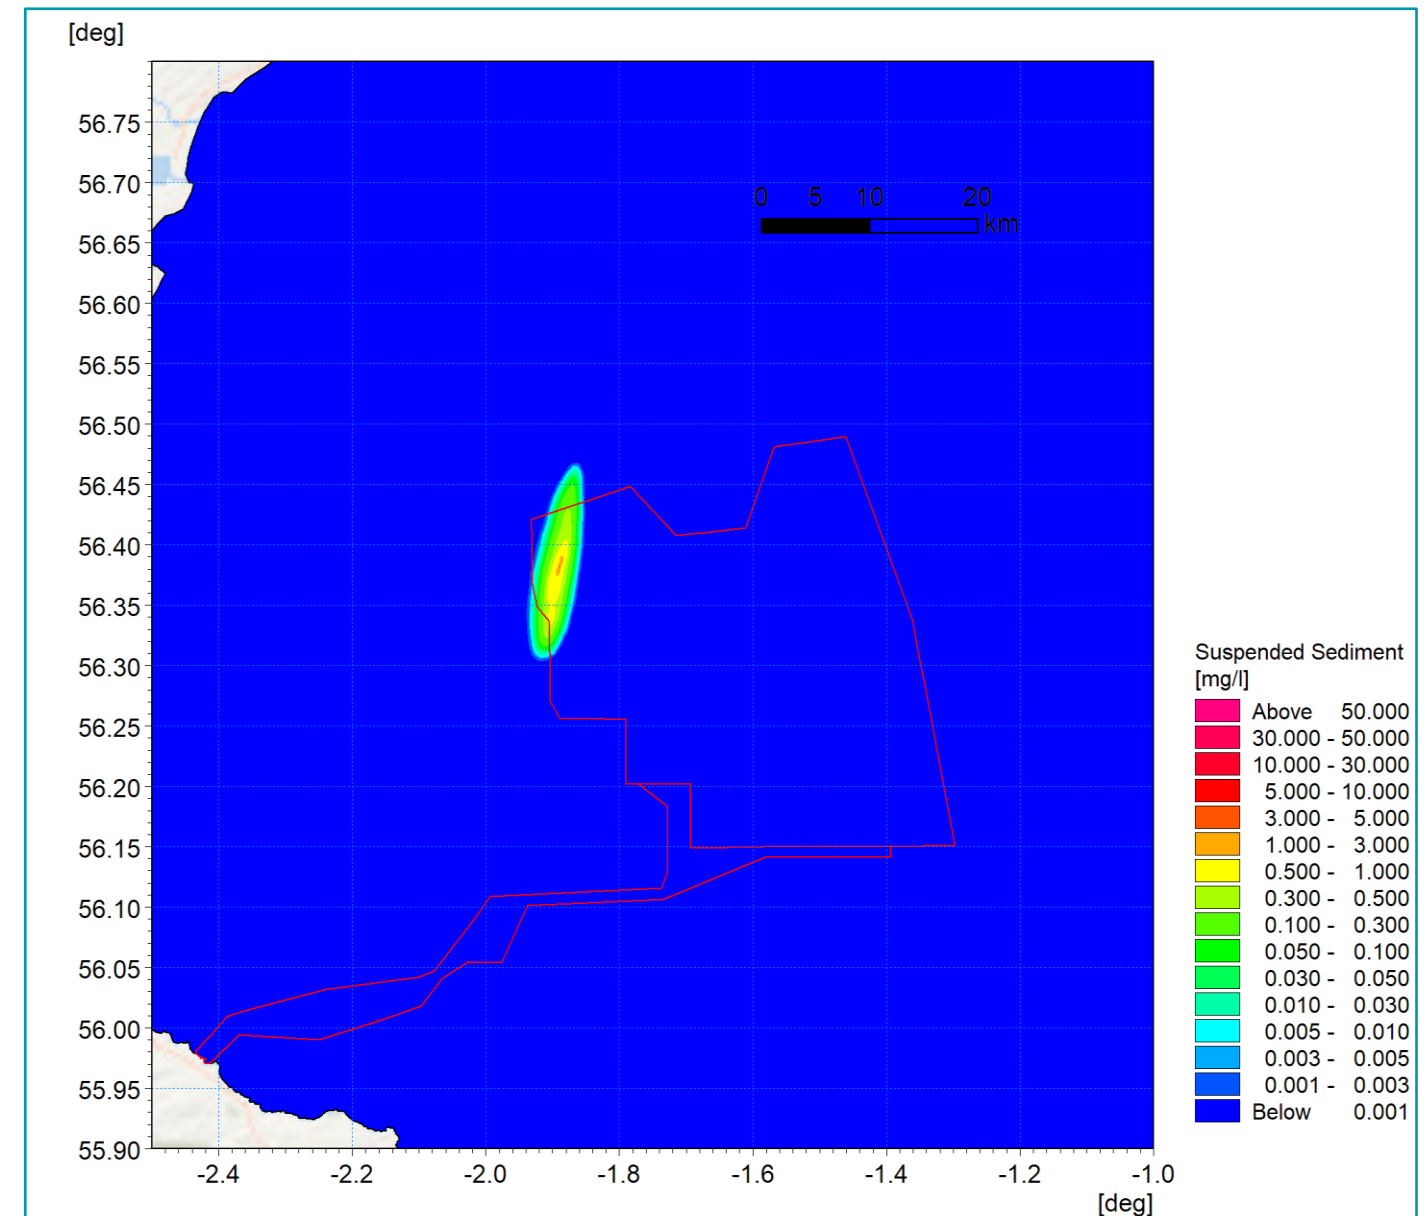 [deg]
56.75
56.70
56.65
56.60
56.55
56.50
56.45
56.40
56.35
56.30
56.25
56.20
56.15
56.10
56.05
56.00
55.95
55.90
0 5 10 20
km
-2.4 -2.2 -2.0 -1.8 -1.6 -1.4 -1.2 -1.0
[deg]
Suspended Sediment
[mg/l]
Above 50.000
30.000 - 50.000
10.000 - 30.000
5.000 - 10.000
3.000 - 5.000
1.000 - 3.000
0.500 - 1.000
0.300 - 0.500
0.100 - 0.300
0.050 - 0.100
0.030 - 0.050
0.010 - 0.030
0.005 - 0.010
0.003 - 0.005
0.001 - 0.003
Below 0.001